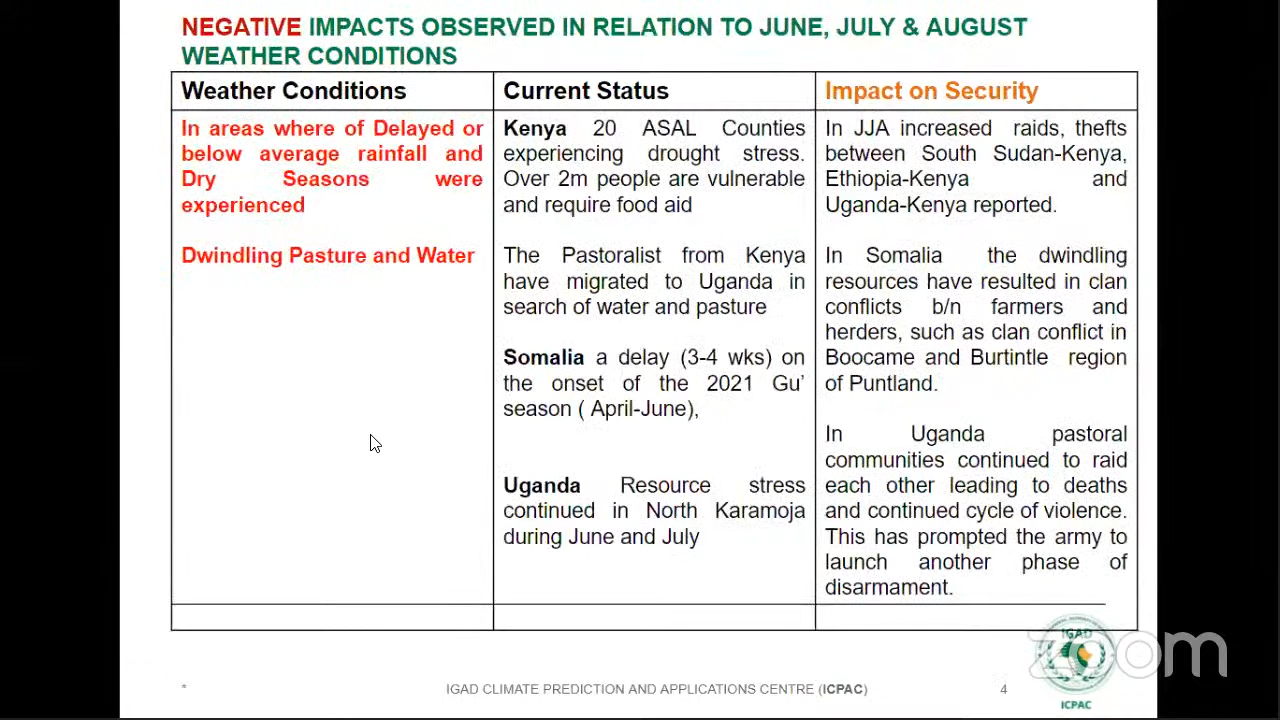 NEGATIVE IMPACTS OBSERVED IN RELATION TO JUNE, JULY & AUGUST
WEATHER CONDITIONS
Weather Conditions
Current Status
Impact on Security
In areas where of Delayed or
below average rainfall and
Dry Seasons were
experienced
Dwindling Pasture and Water
Kenya 20 ASAL Counties
experiencing drought stress.
Over 2m people are vulnerable
and require food aid
The Pastoralist from Kenya
have migrated to Uganda in
search of water and pasture
Somalia a delay (3-4 wks) on
the onset of the 2021 Gu’
season ( April-June),
Uganda Resource stress
continued in North Karamoja
during June and July
In JJA increased raids, thefts
between South Sudan-Kenya,
Ethiopia-Kenya and
Uganda-Kenya reported.
In Somalia the dwindling
resources have resulted in clan
conflicts b/n farmers and
herders, such as clan conflict in
Boocame and Burtintle region
of Puntland.
In Uganda pastoral
communities continued to raid
each other leading to deaths
and continued cycle of violence.
This has prompted the army to
launch another phase of
disarmament.
*
IGAD CLIMATE PREDICTION AND APPLICATIONS CENTRE (ICPAC)
4
IGAD
zoom
ICPAC